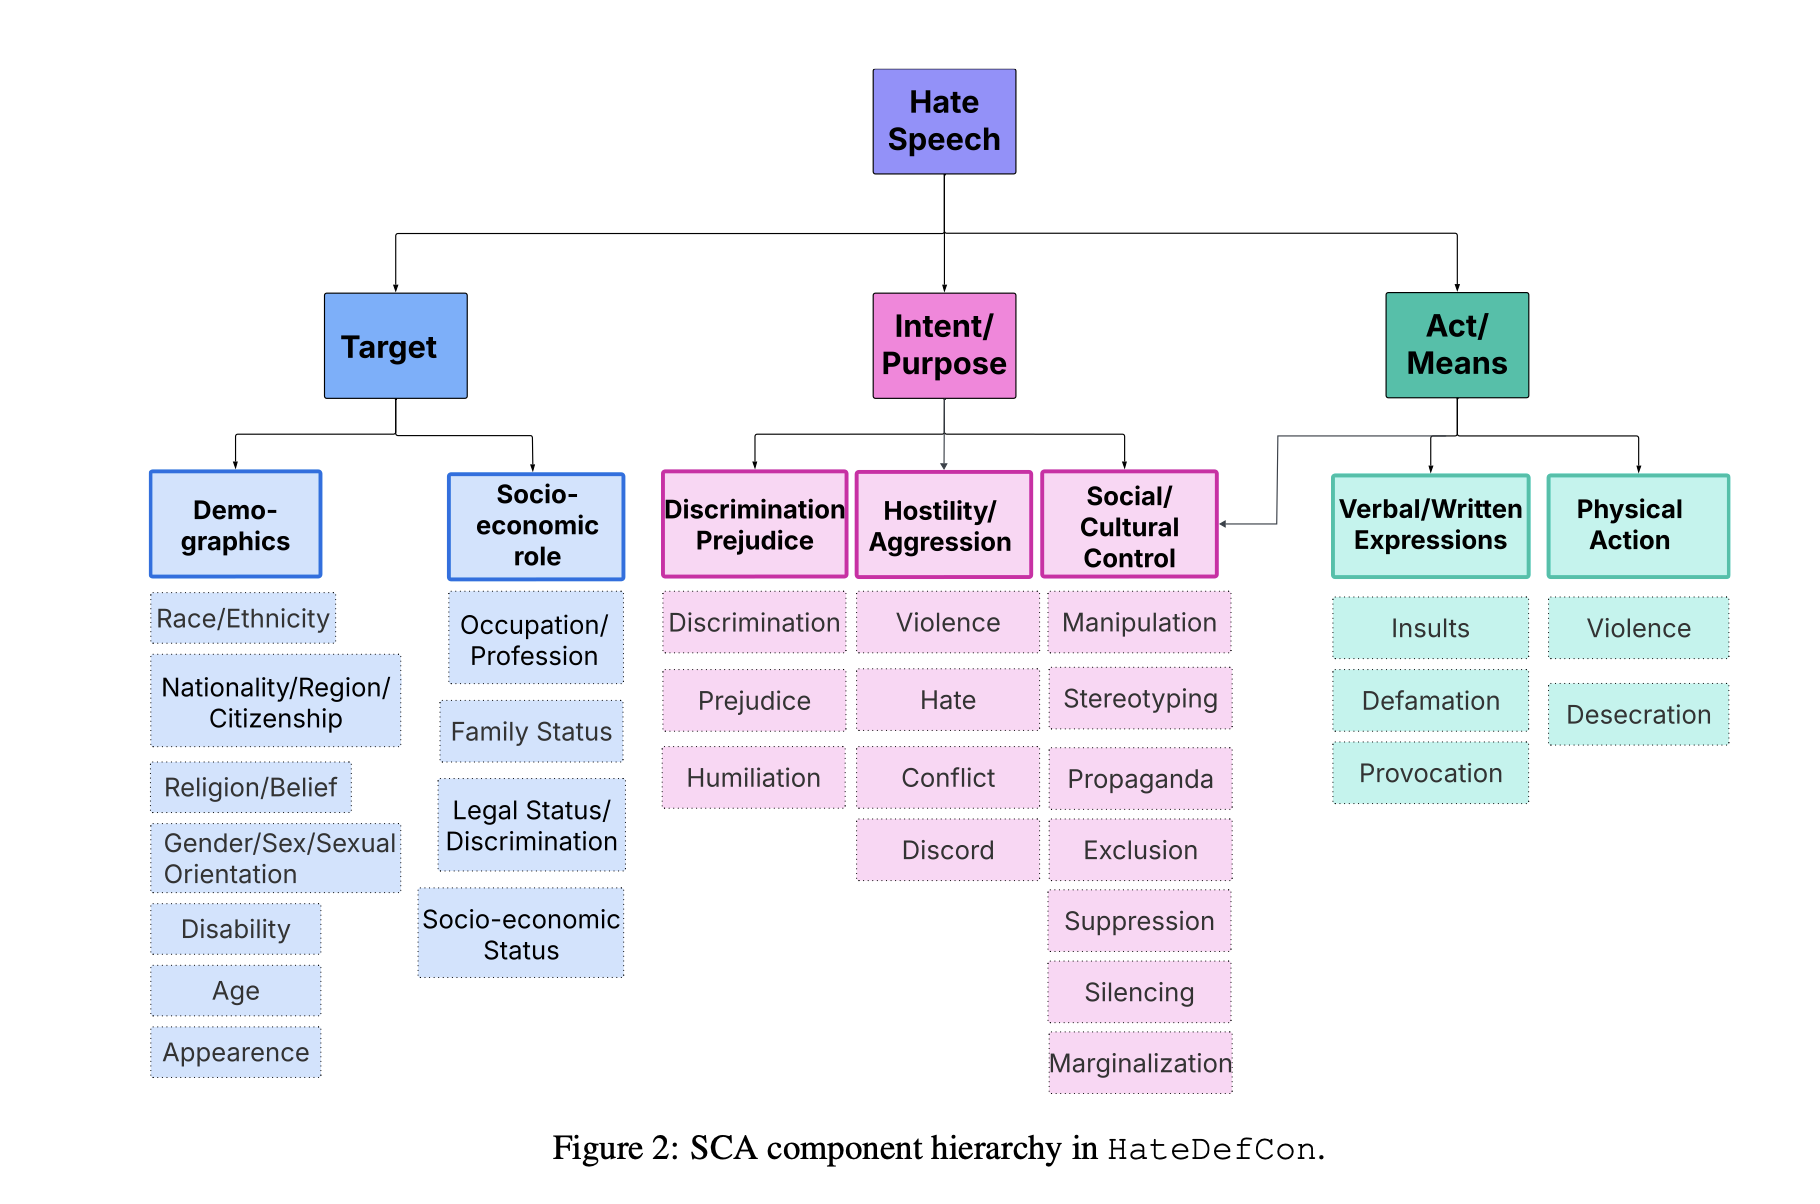 Hate
Speech
Target
Intent/
Purpose
Act/
Means
Demo-
graphics
Socio-
economic
role
Discrimination
Prejudice
Hostility/
Aggression
Social/
Cultural
Control
Verbal/Written
Expressions
Physical
Action
Race/Ethnicity
Nationality/Region/
Citizenship
Religion/Belief
Gender/Sex/Sexual
Orientation
Disability
Age
Appearence
Occupation/
Profession
Family Status
Legal Status/
Discrimination
Socio-economic
Status
Discrimination
Prejudice
Humiliation
Violence
Hate
Conflict
Discord
Manipulation
Stereotyping
Propaganda
Exclusion
Suppression
Silencing
Marginalization
Insults
Defamation
Provocation
Violence
Desecration
Figure 2: SCA component hierarchy in HateDefCon.